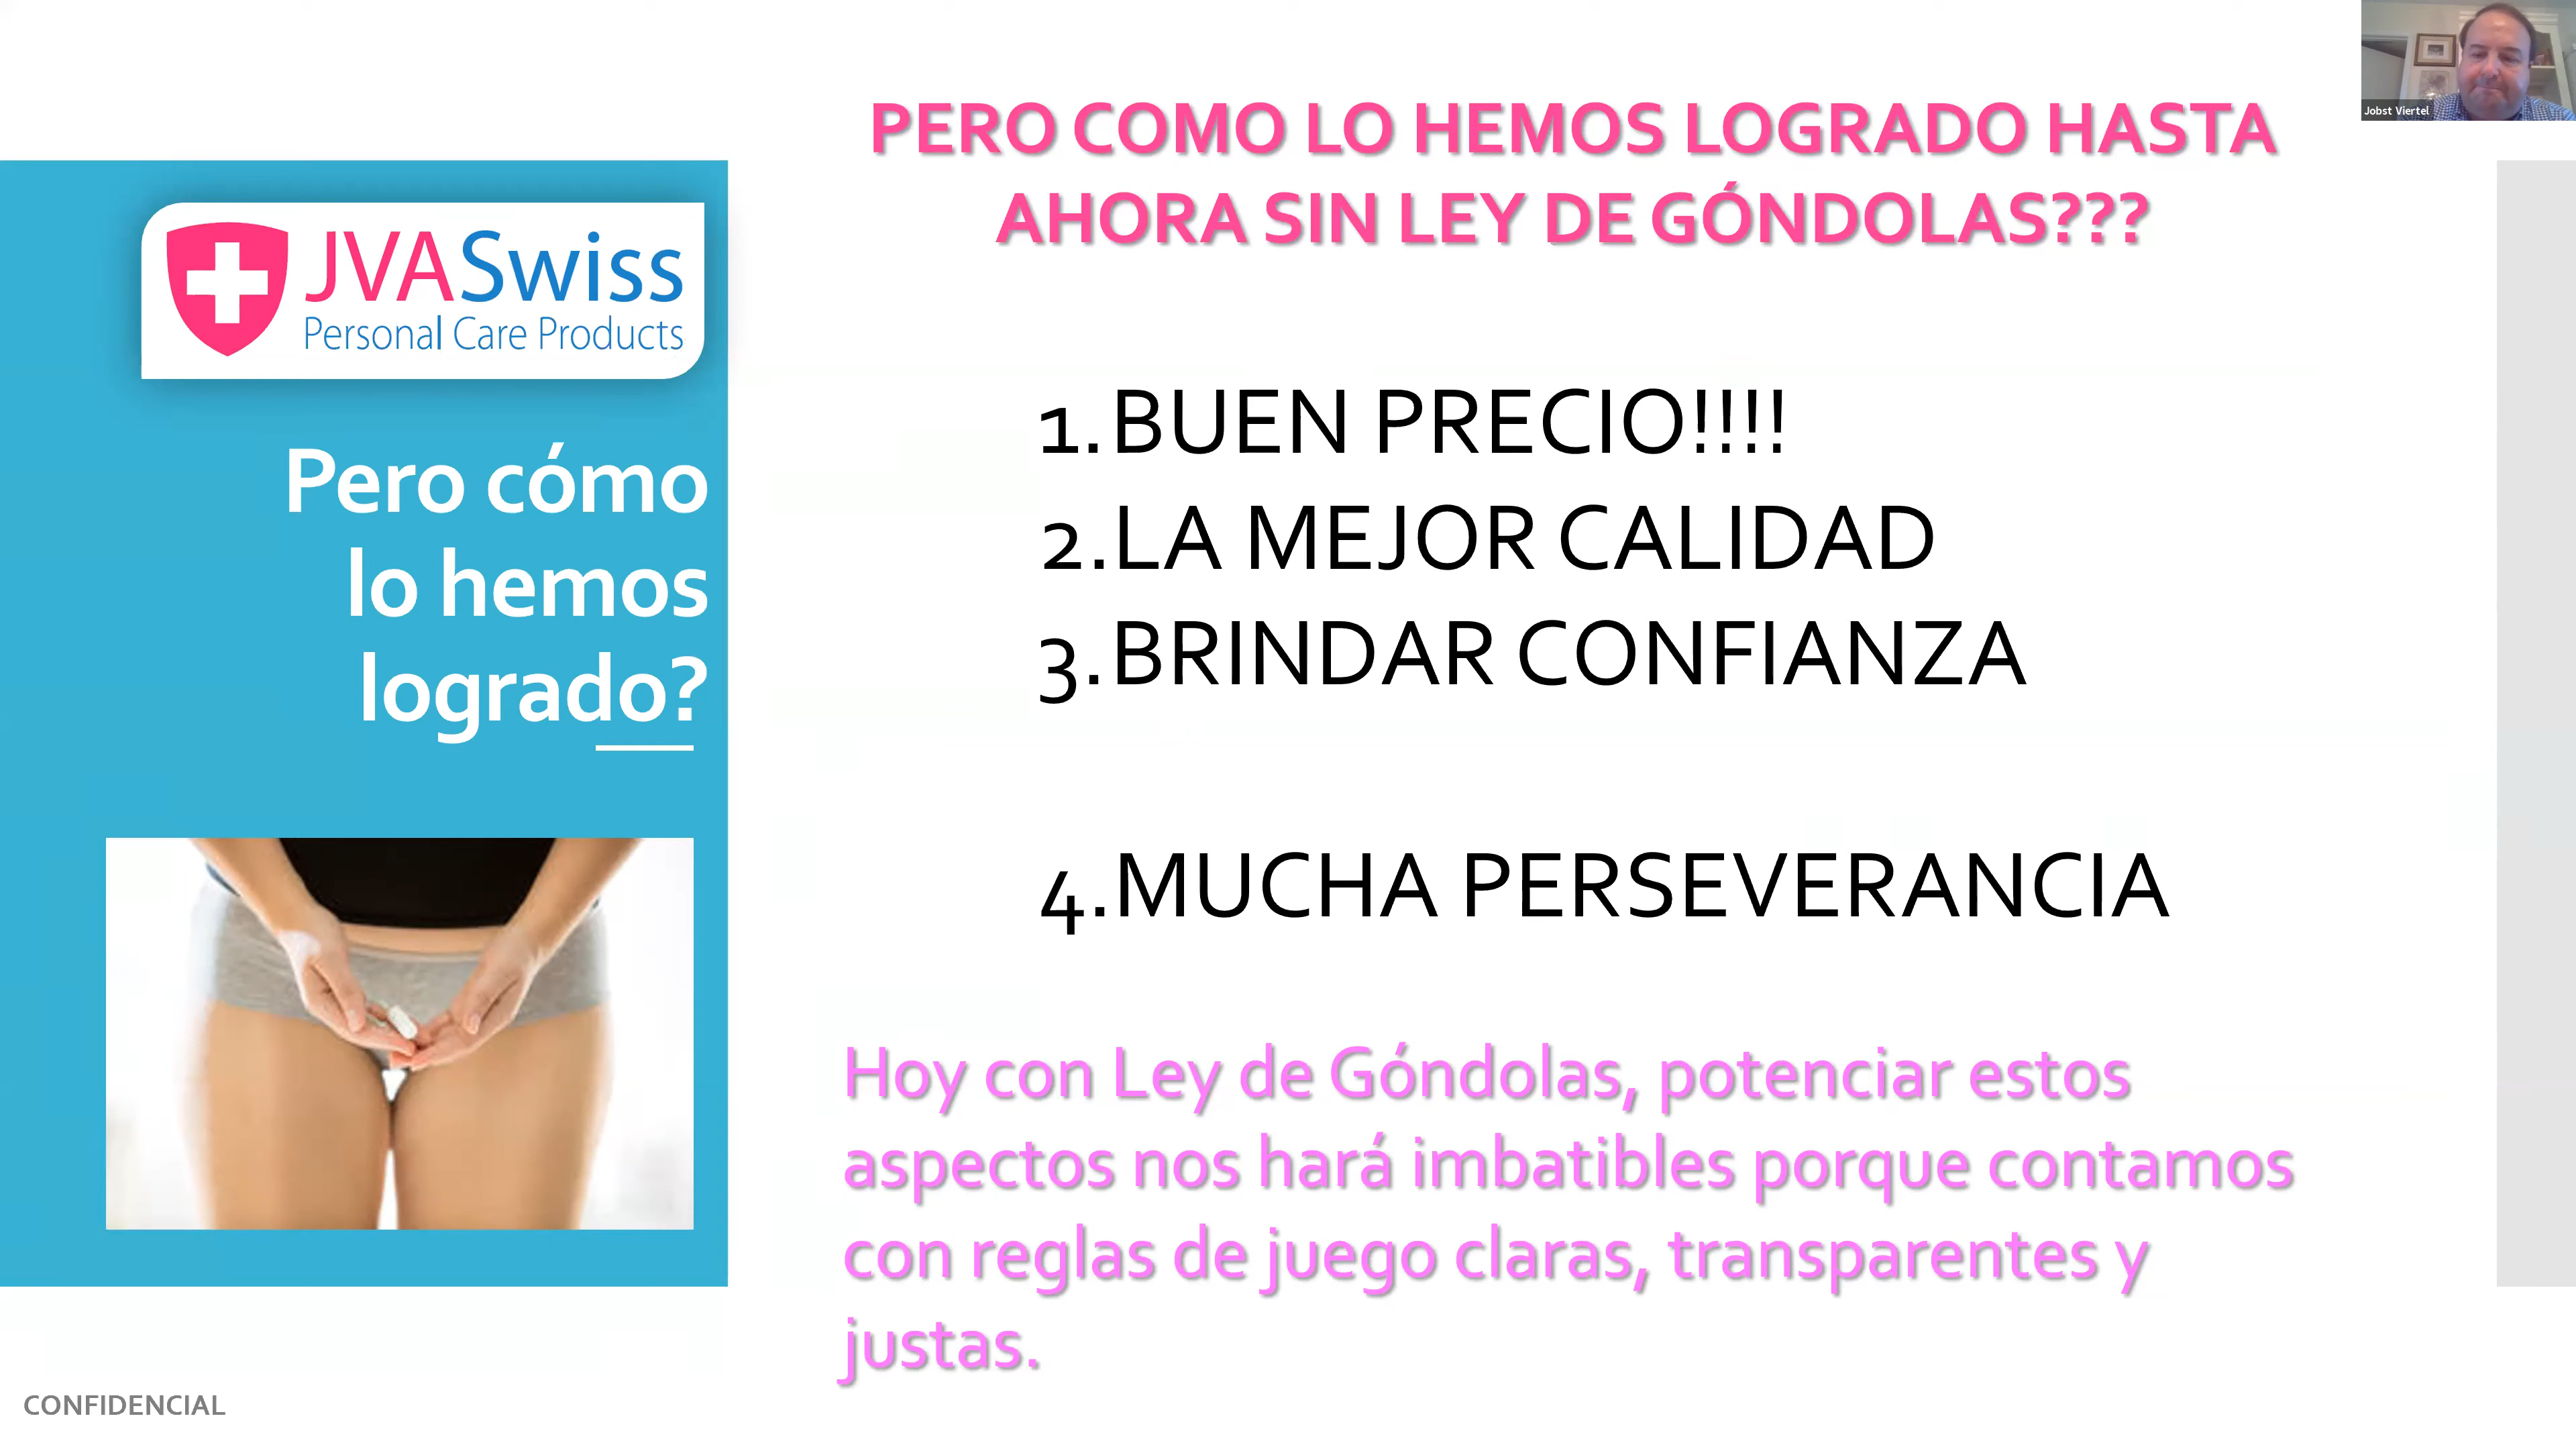 Jobst Viertel
PERO COMO LO HEMOS LOGRADO HASTA
AHORA SIN LEY DE GÓNDOLAS???
JVASwiss
Personal Care Products
Pero cómo
lo hemos
logrado?
1.BUEN PRECIO!!!!
2.LA MEJOR CALIDAD
3.BRINDAR CONFIANZA
4.MUCHA PERSEVERANCIA
Hoy con Ley de Góndolas, potenciar estos
aspectos nos hará imbatibles porque contamos
con reglas de juego claras, transparentes y
justas.
CONFIDENCIAL